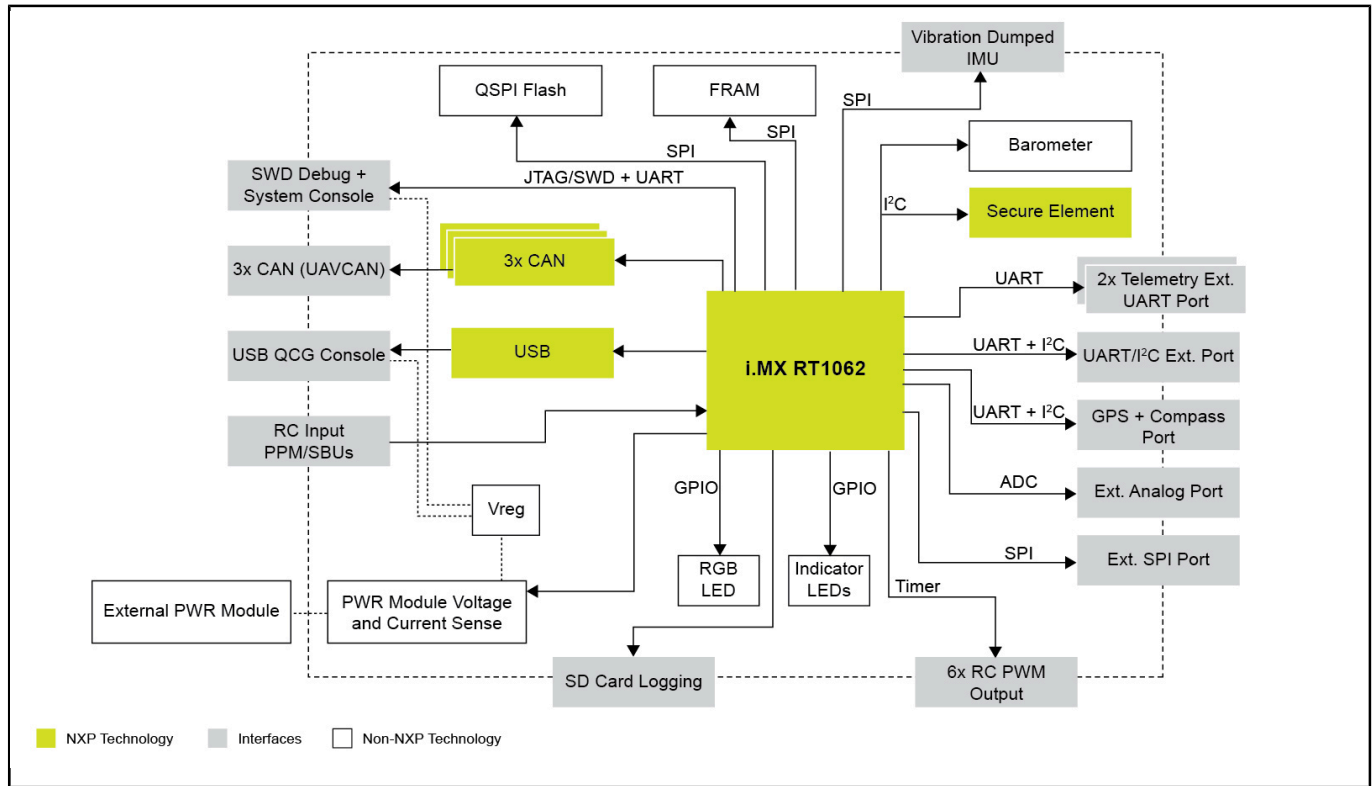 Vibration Dumped
IMU
QSPI Flash
FRAM
SPI
SPI
SPI
Barometer
SWD Debug +
System Console
JTAG/SWD + UART
I²C
Secure Element
3x CAN (UAVCAN)
3x CAN
UART
2x Telemetry Ext.
UART Port
USB QCG Console
USB
i.MX RT1062
UART + I²C
UART/I²C Ext. Port
RC Input
PPM/SBUs
UART + I²C
GPS + Compass
Port
Vreg
GPIO
GPIO
ADC
Ext. Analog Port
SPI
Ext. SPI Port
RGB
LED
Indicator
LEDs
Timer
External PWR Module
PWR Module Voltage
and Current Sense
SD Card Logging
6x RC PWM
Output
NXP Technology
Interfaces
Non-NXP Technology